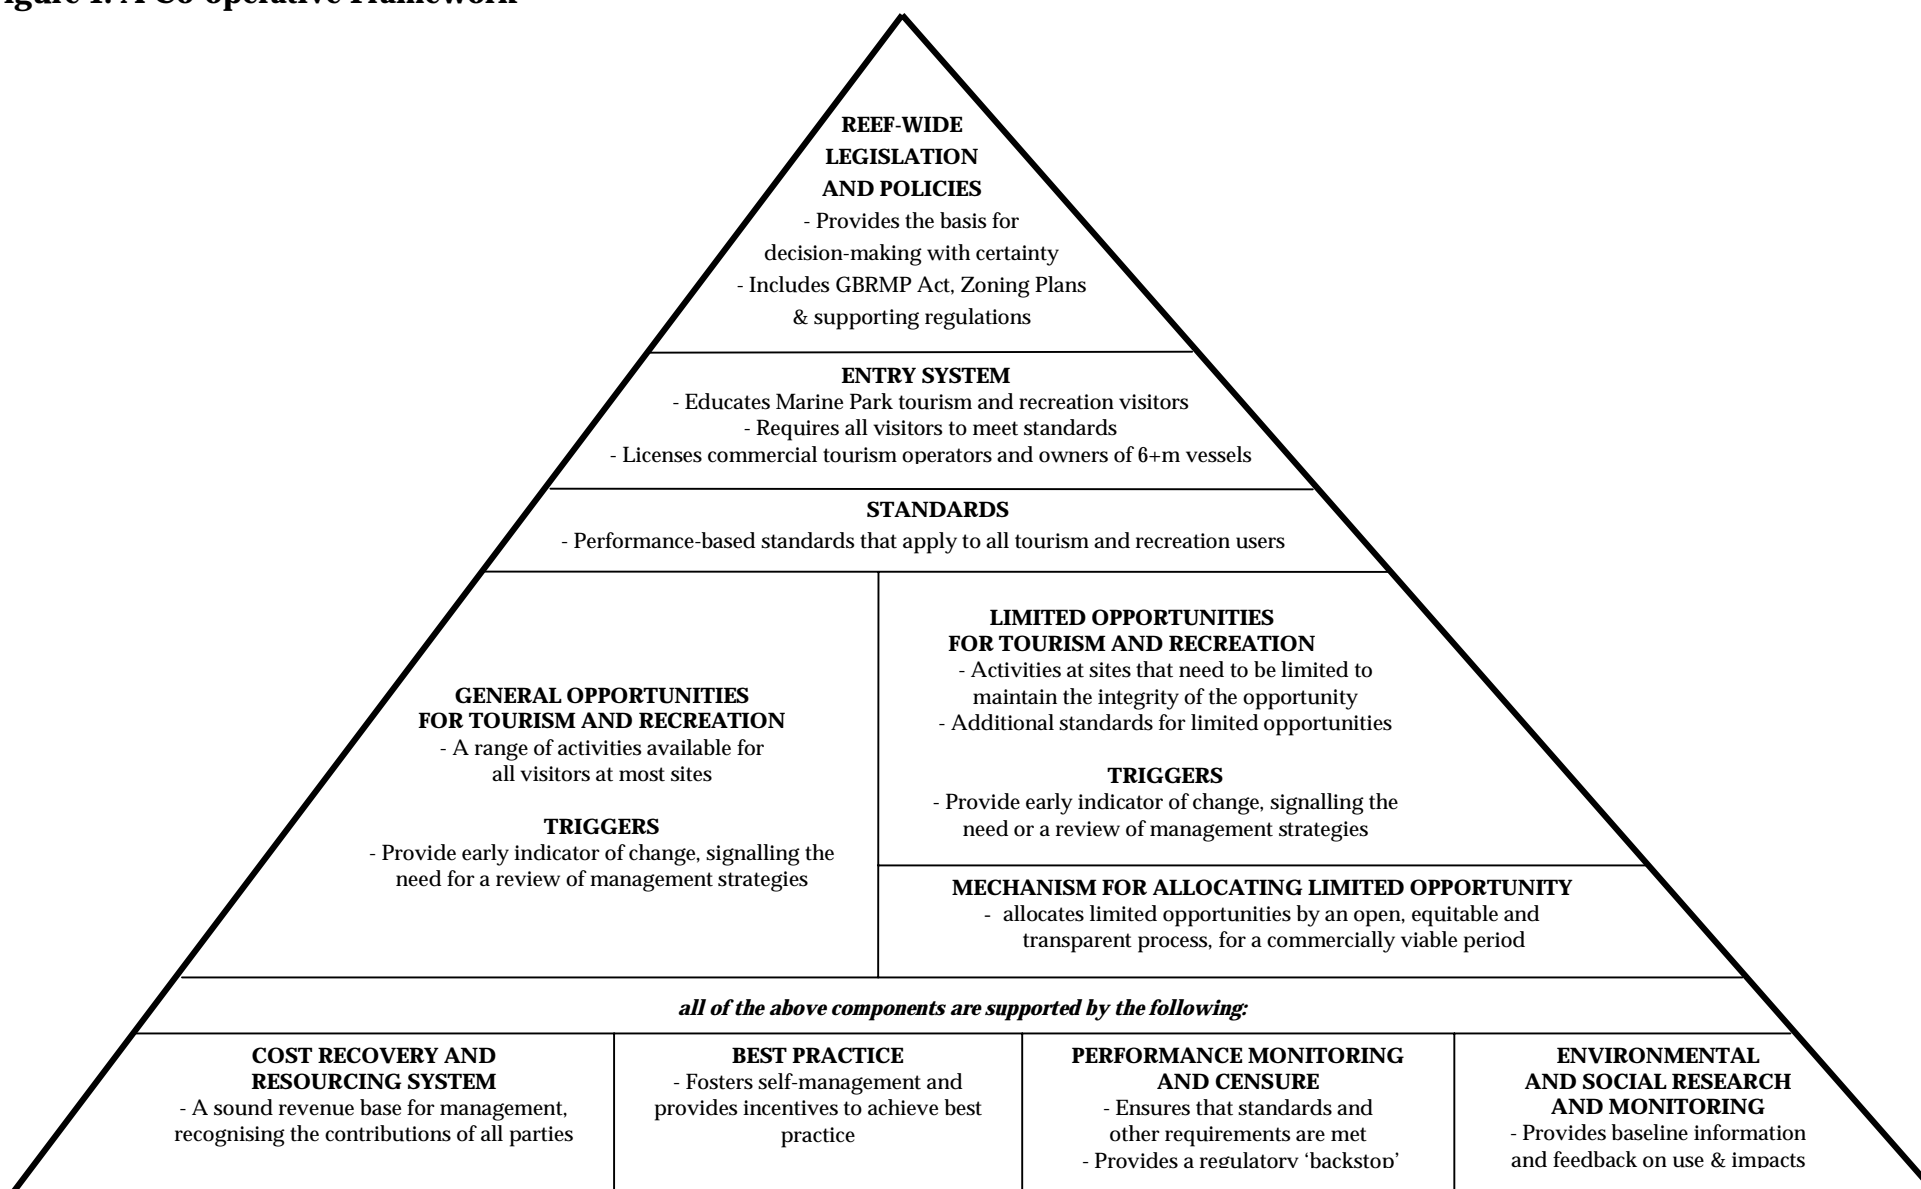 Figure 1: A Co-operative Framework
REEF-WIDE
LEGISLATION
AND POLICIES
- Provides the basis for
decision-making with certainty
- Includes GBRMP Act, Zoning Plans
& supporting regulations
ENTRY SYSTEM
- Educates Marine Park tourism and recreation visitors
- Requires all visitors to meet standards
- Licenses commercial tourism operators and owners of 6+m vessels
STANDARDS
- Performance-based standards that apply to all tourism and recreation users
GENERAL OPPORTUNITIES
FOR TOURISM AND RECREATION
- A range of activities available for
all visitors at most sites
TRIGGERS
- Provide early indicator of change, signalling the
need for a review of management strategies
LIMITED OPPORTUNITIES
FOR TOURISM AND RECREATION
- Activities at sites that need to be limited to
maintain the integrity of the opportunity
- Additional standards for limited opportunities
TRIGGERS
- Provide early indicator of change, signalling the
need or a review of management strategies
MECHANISM FOR ALLOCATING LIMITED OPPORTUNITY
- allocates limited opportunities by an open, equitable and
transparent process, for a commercially viable period
all of the above components are supported by the following:
COST RECOVERY AND
RESOURCING SYSTEM
- A sound revenue base for management,
recognising the contributions of all parties
BEST PRACTICE
- Fosters self-management and
provides incentives to achieve best
practice
PERFORMANCE MONITORING
AND CENSURE
- Ensures that standards and
other requirements are met
- Provides a regulatory ‘backstop’
ENVIRONMENTAL
AND SOCIAL RESEARCH
AND MONITORING
- Provides baseline information
and feedback on use & impacts